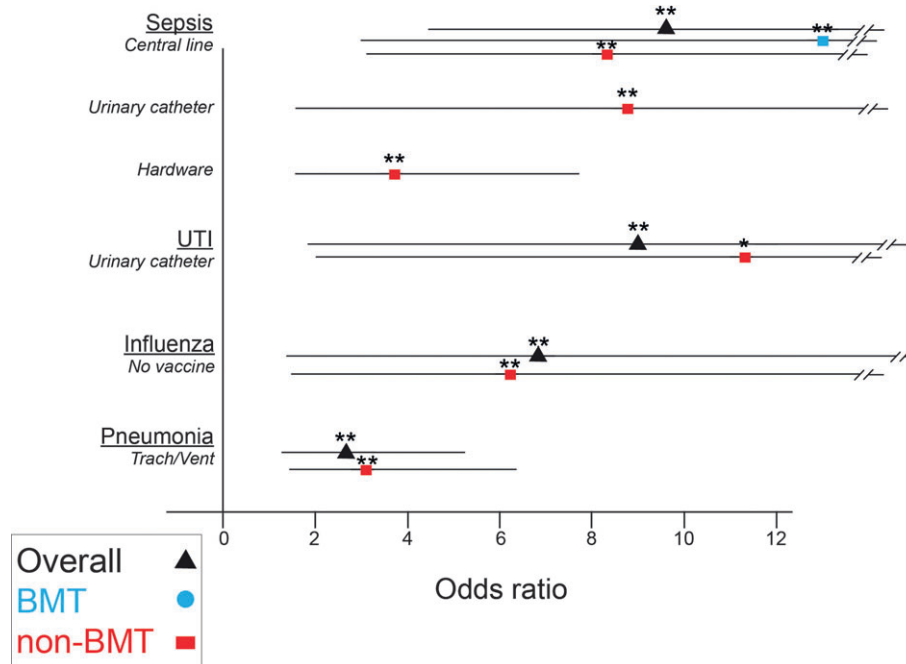 Sepsis
**
**
Central line
**
Urinary catheter
**
Hardware
**
UTI
**
Urinary catheter
*
Influenza
**
No vaccine
**
Pneumonia
**
Trach/Vent
**
0 2 4 6 8 10 12
Odds ratio
Overall
BMT
non-BMT